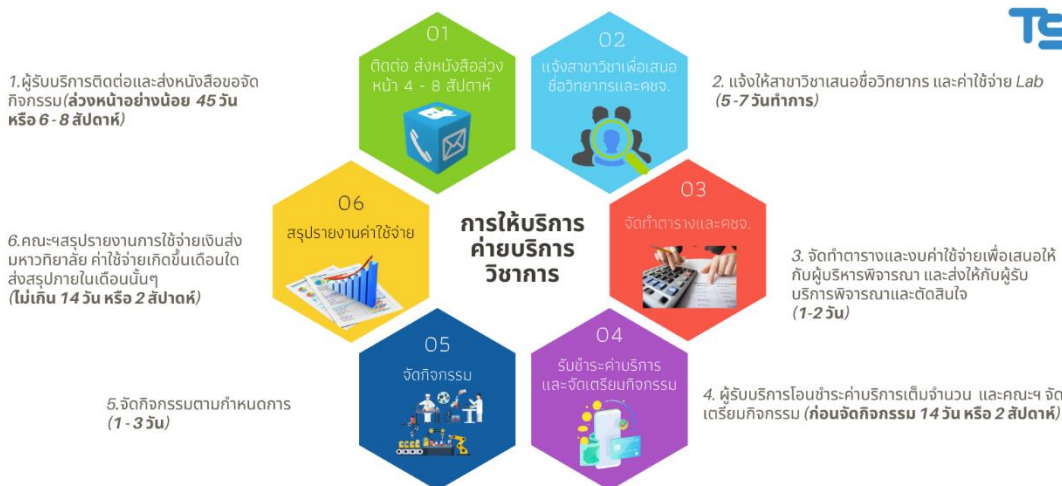 TS
01
ติดต่อ ส่งหนังสือล่วง
หน้า 4 - 8 สัปดาห์
02
แจ้งสาขาวิชาเพื่อเสนอ
ชื่อวิทยากรและคชจ.
1.ผู้รับบริการติดต่อและส่งหนังสือขอจัด
กิจกรรม(ล่วงหน้าอย่างน้อย 45 วัน
หรือ 6 - 8 สัปดาห์)
2. แจ้งให้สาขาวิชาเสนอชื่อวิทยากร และค่าใช้จ่าย Lab
(5 -7 วันทำการ)
03
จัดทำตารางและคชจ.
06
สรุปรายงานค่าใช้จ่าย
การให้บริการ
ค่ายบริการ
วิชาการ
6.คณะฯสรุปรายงานการใช้จ่ายเงินส่ง
มหาวิทยาลัย ค่าใช้จ่ายเกิดขึ้นเดือนใด
ส่งสรุปภายในเดือนนั้นๆ
(ไม่เกิน 14 วัน หรือ 2 สัปาดห์)
3. จัดทำตารางและงบค่าใช้จ่ายเพื่อเสนอให้
กับผู้บริหารพิจารณา และส่งให้กับผู้รับ
บริการพิจารณาและตัดสินใจ
(1-2 วัน)
05
จัดกิจกรรม
04
รับชำระค่าบริการ
และจัดเตรียมกิจกรรม
5.จัดกิจกรรมตามกำหนดการ
(1 - 3 วัน)
4. ผู้รับบริการโอนชำระค่าบริการเต็มจำนวน และคณะฯ จัด
เตรียมกิจกรรม (ก่อนจัดกิจกรรม 14 วัน หรือ 2 สัปดาห์)